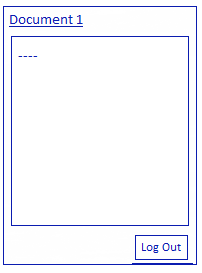 Document 1
----
Log Out